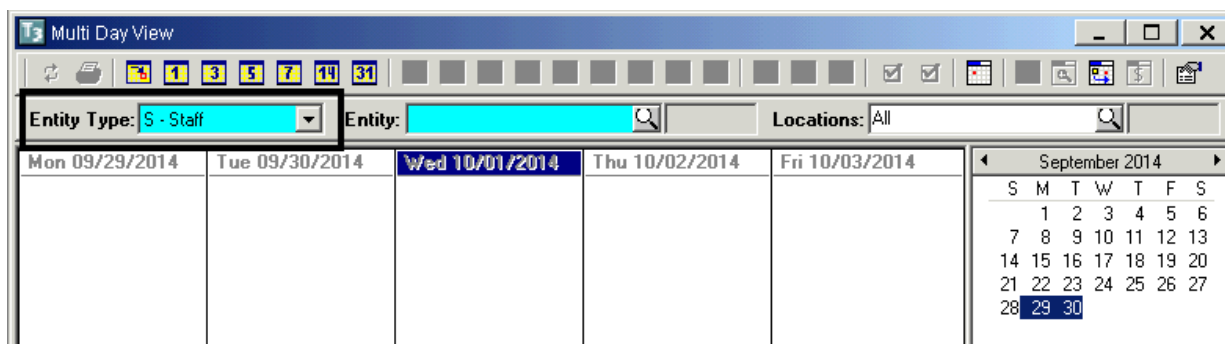 T3 Multi Day View
1 3 5 7 14 31
Entity Type: S - Staff Entity: Locations: All
Mon 09/29/2014 Tue 09/30/2014 Wed 10/01/2014 Thu 10/02/2014 Fri 10/03/2014 September 2014
S M T W T F S
1 2 3 4 5 6
7 8 9 10 11 12 13
14 15 16 17 18 19 20
21 22 23 24 25 26 27
28 29 30